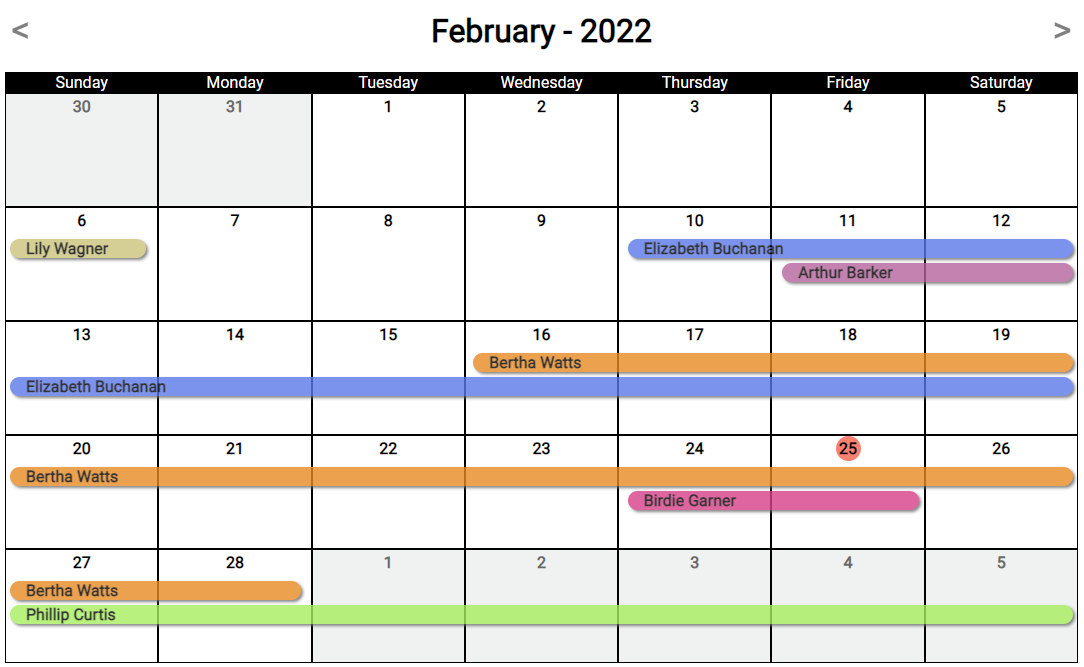 < February - 2022 >
Sunday Monday Tuesday Wednesday Thursday Friday Saturday
30 31 1 2 3 4 5
6 7 8 9 10 11 12
Lily Wagner Elizabeth Buchanan
Arthur Barker
13 14 15 16 17 18 19
Bertha Watts
Elizabeth Buchanan
20 21 22 23 24 25 26
Bertha Watts
Birdie Garner
27 28 1 2 3 4 5
Bertha Watts
Phillip Curtis